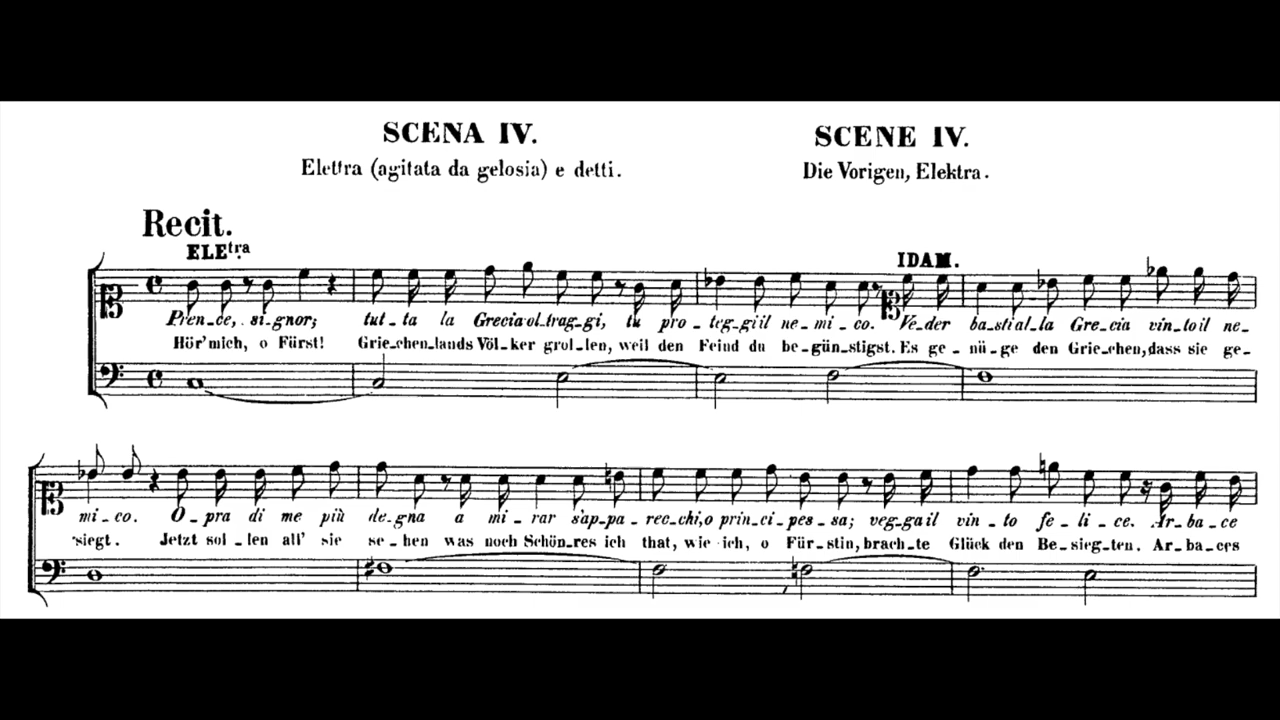 SCENA IV.
SCENE IV.
Elettra (agitata da gelosia) e detti.
Die Vorigen, Elektra.
Recit.
ELEtra.
IDAM.
Pren_ce, si_gnor; tut_ta la Grecia ol_trag_gi, tu pro_teg_gi il ne_mi_co. Ve_der ba_sti al_la Gre_cia vin_to il ne_
Hör' mich, o Fürst! Grie_chen_lands Völ_ker grol_len, weil den Feind du be_gün_stigst. Es ge_nü_ge den Grie_chen, dass sie ge_
mi_co. O_pra di me più de_gna a mi_rar s'ap_pa_rec_chi, o prin_ci_pes_sa; veg_ga il vin_to fe_li_ce. Ar_ba_ce
siegt. Jetzt sol_len all' sie se_hen was noch Schön_res ich that, wie ich, o Für_stin, brach_te Glück den Be_sieg_ten. Ar_ba_ces